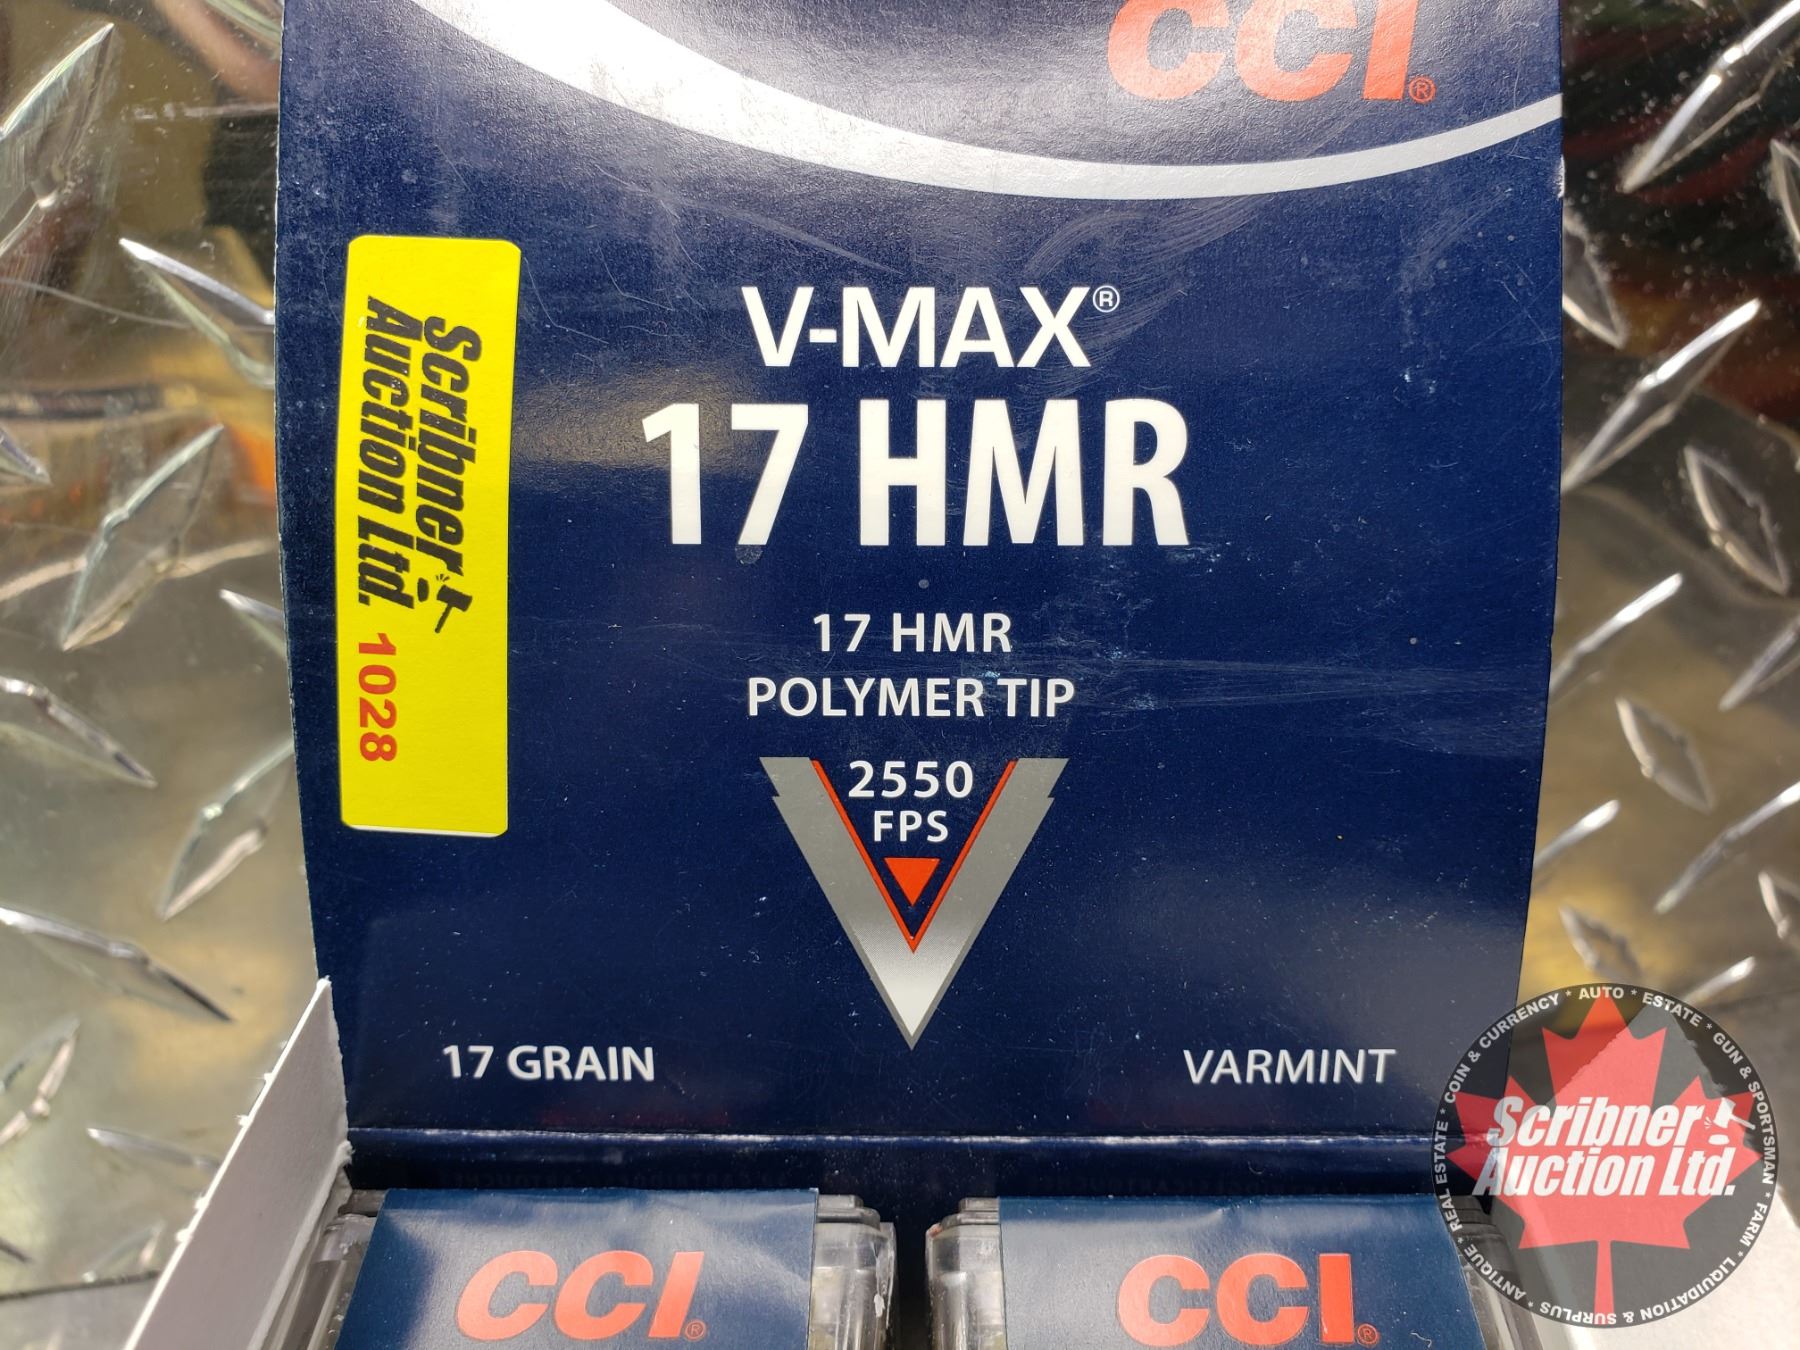 CCI®
V-MAX®
17 HMR
17 HMR
POLYMER TIP
2550
FPS
17 GRAIN
VARMINT
Scribner
Auction Ltd.
1028
CCI®
CCI®
Scribner
Auction Ltd.
REAL ESTATE * COIN & CURRENCY * AUTO * ESTATE * GUN & SPORTSMAN * FARM * LIQUIDATION & SURPLUS * ANTIQUE *